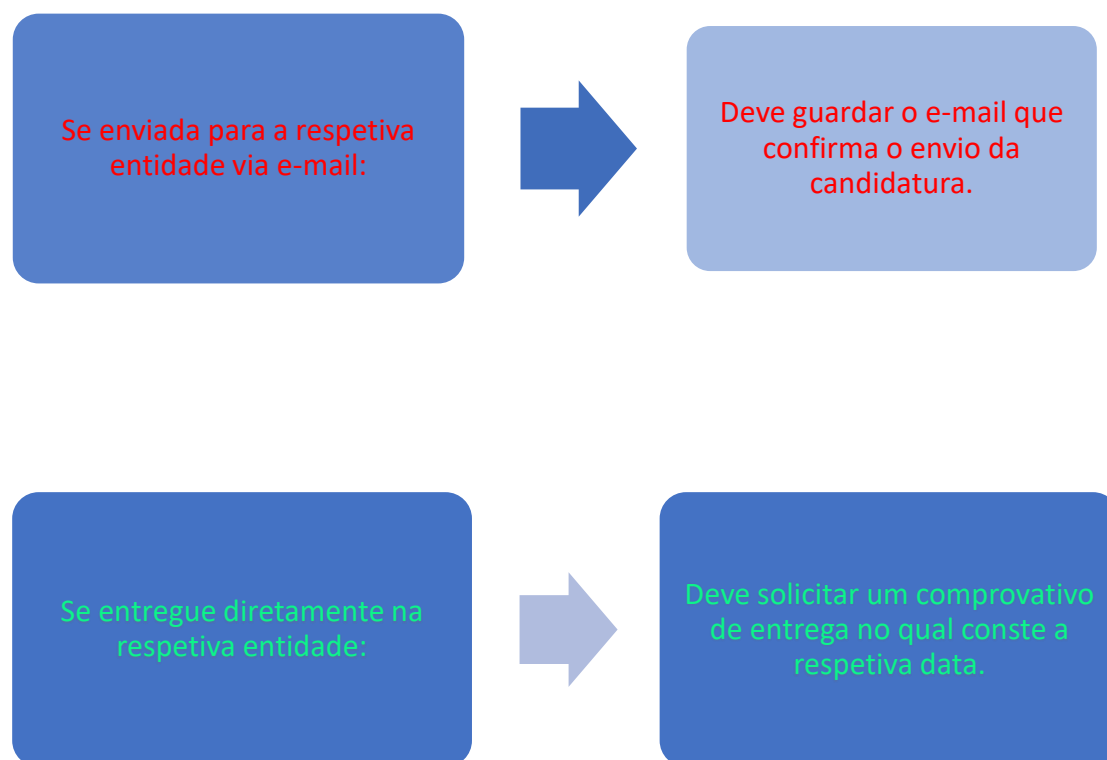 Se enviada para a respetiva
entidade via e-mail:
Deve guardar o e-mail que
confirma o envio da
candidatura.
Se entregue diretamente na
respetiva entidade:
Deve solicitar um comprovativo
de entrega no qual conste a
respetiva data.